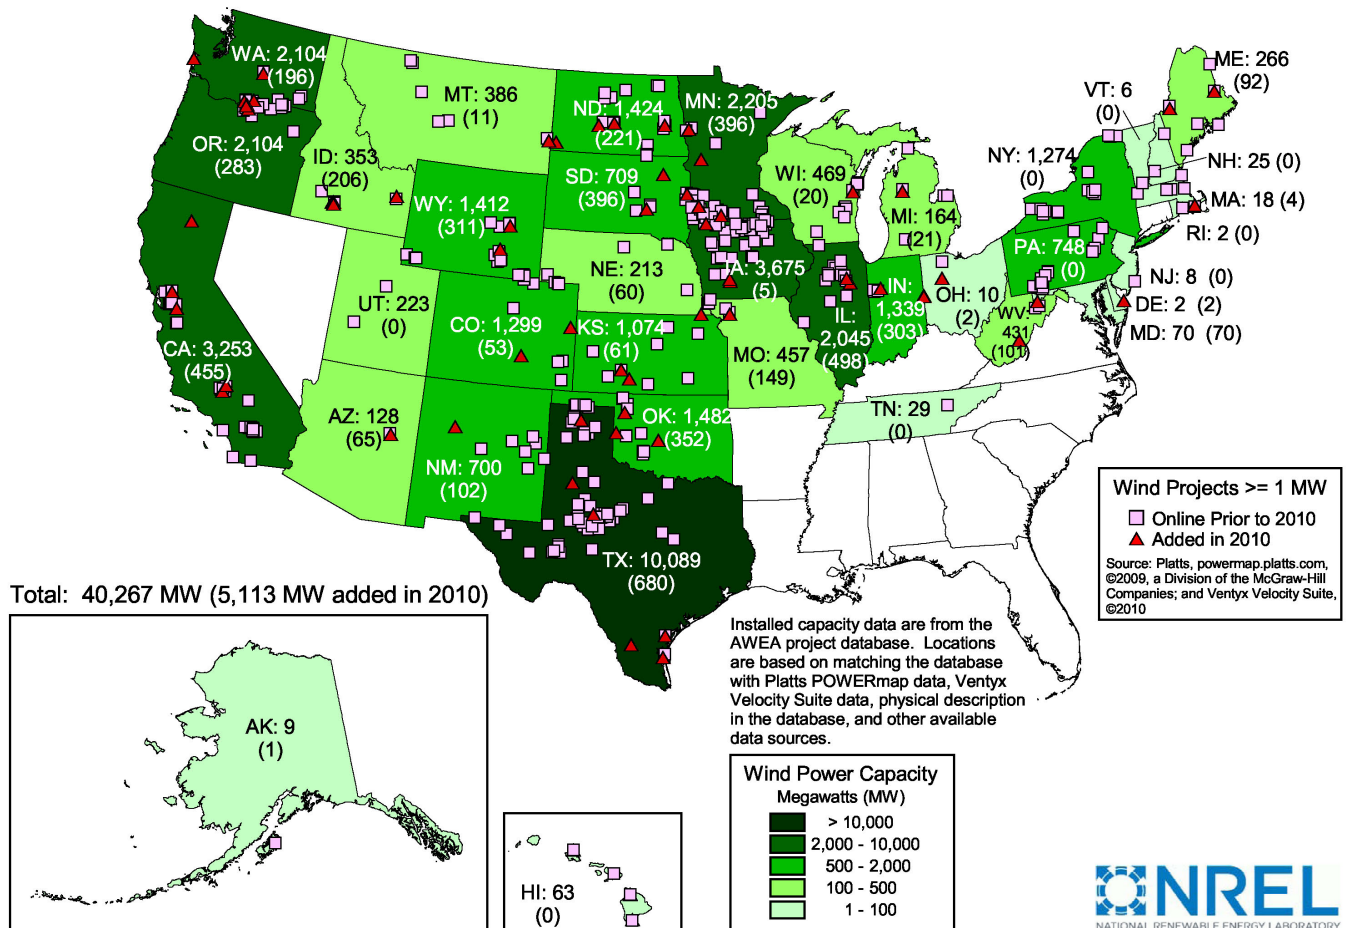 WA: 2,104
(196)
MT: 386
(11)
ND: 1,424
(221)
MN: 2,205
(396)
VT: 6
(0)
ME: 266
(92)
OR: 2,104
(283)
ID: 353
(206)
WY: 1,412
(311)
SD: 709
(396)
WI: 469
(20)
MI: 164
(21)
NY: 1,274
(0)
NH: 25 (0)
MA: 18 (4)
RI: 2 (0)
PA: 748
(0)
NJ: 8 (0)
DE: 2 (2)
MD: 70 (70)
NE: 213
(60)
IA: 3,675
(5)
IL:
2,045
(498)
IN:
1,339
(303)
OH: 10
(2)
WV:
431
(101)
UT: 223
(0)
CO: 1,299
(53)
KS: 1,074
(61)
MO: 457
(149)
CA: 3,253
(455)
AZ: 128
(65)
NM: 700
(102)
OK: 1,482
(352)
TN: 29
(0)
TX: 10,089
(680)
Wind Projects >= 1 MW
Online Prior to 2010
Added in 2010
Source: Platts, powermap.platts.com,
©2009, a Division of the McGraw-Hill
Companies; and Ventyx Velocity Suite,
©2010
Total: 40,267 MW (5,113 MW added in 2010)
AK: 9
(1)
HI: 63
(0)
Installed capacity data are from the
AWEA project database. Locations
are based on matching the database
with Platts POWERmap data, Ventyx
Velocity Suite data, physical description
in the database, and other available
data sources.
Wind Power Capacity
Megawatts (MW)
> 10,000
2,000 - 10,000
500 - 2,000
100 - 500
1 - 100
NREL
NATIONAL RENEWABLE ENERGY LABORATORY